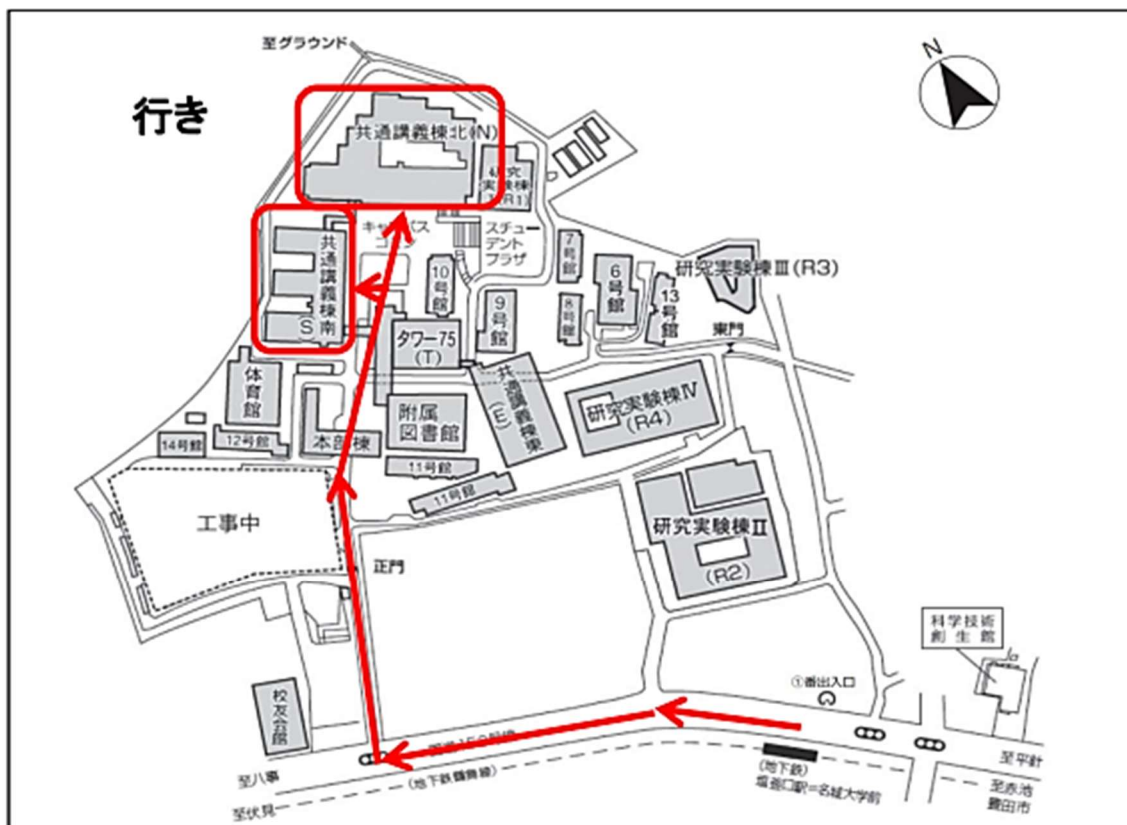 至グラウンド
N
行き
共通講義棟北(N)
研究
実験棟
(R1)
キャンパス
スチュー
デント
プラザ
共通講義棟南
(S)
10号館
7号館
6号館
研究実験棟Ⅲ(R3)
13号館
8号館
9号館
タワー75
(T)
東門
体育館
共通講義棟東
(E)
研究実験棟Ⅳ
(R4)
附属
図書館
本部棟
14号館
12号館
11号館
11号館
工事中
研究実験棟Ⅱ
(R2)
正門
科学技術
創生館
①番出入口
校友会館
至八事
(地下鉄鶴舞線)
(地下鉄)
塩釜口駅=名城大学前
至平針
至伏見
至赤池
豊田市